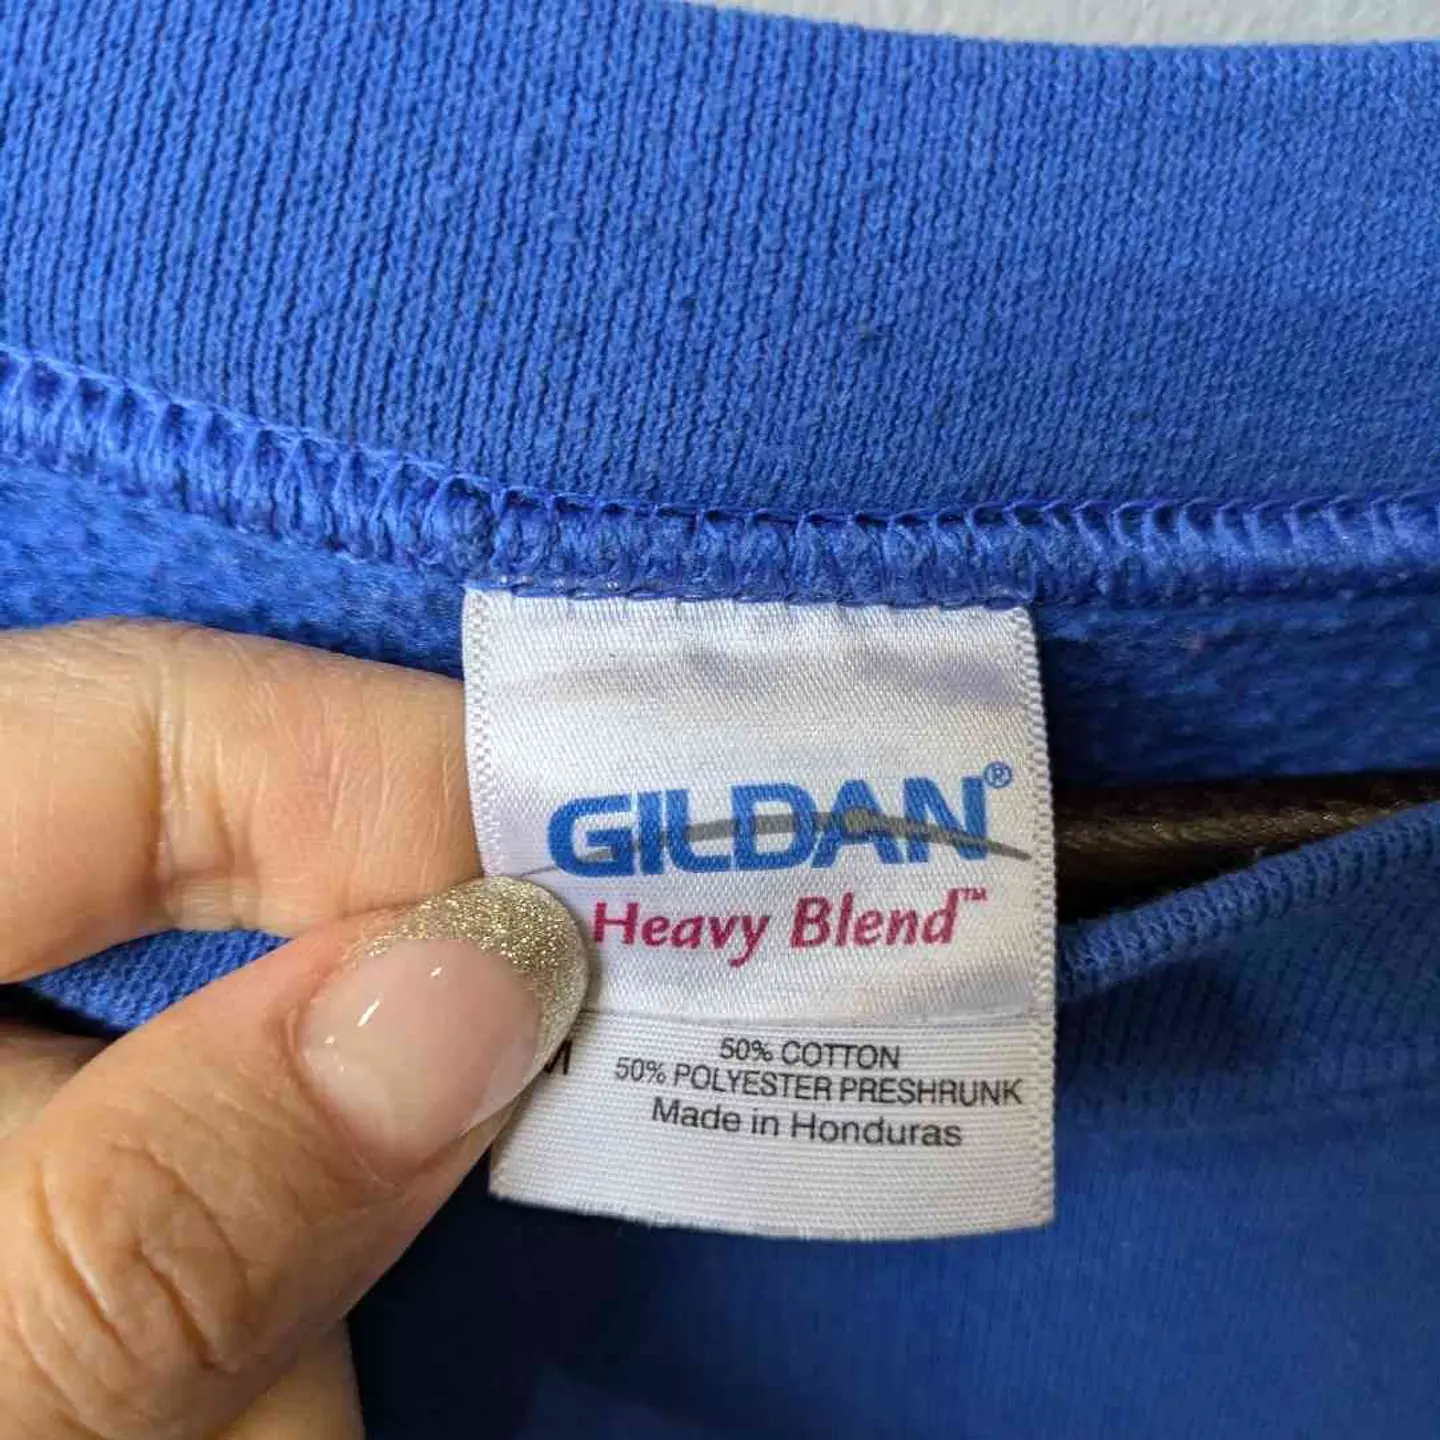 GILDAN®
Heavy Blend™
50% COTTON
50% POLYESTER PRESHRUNK
Made in Honduras